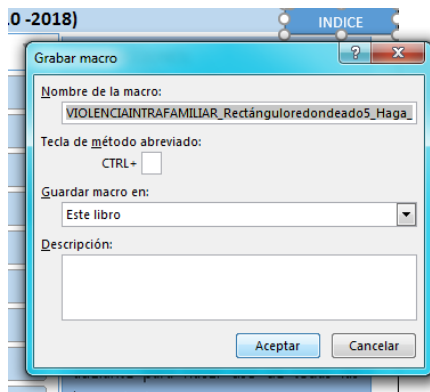 .0 -2018)
INDICE
Grabar macro
Nombre de la macro:
VIOLENCIAINTRAFAMILIAR_Rectánguloredondeado5_Haga_
Tecla de método abreviado:
CTRL+
Guardar macro en:
Este libro
Descripción:
Aceptar
Cancelar